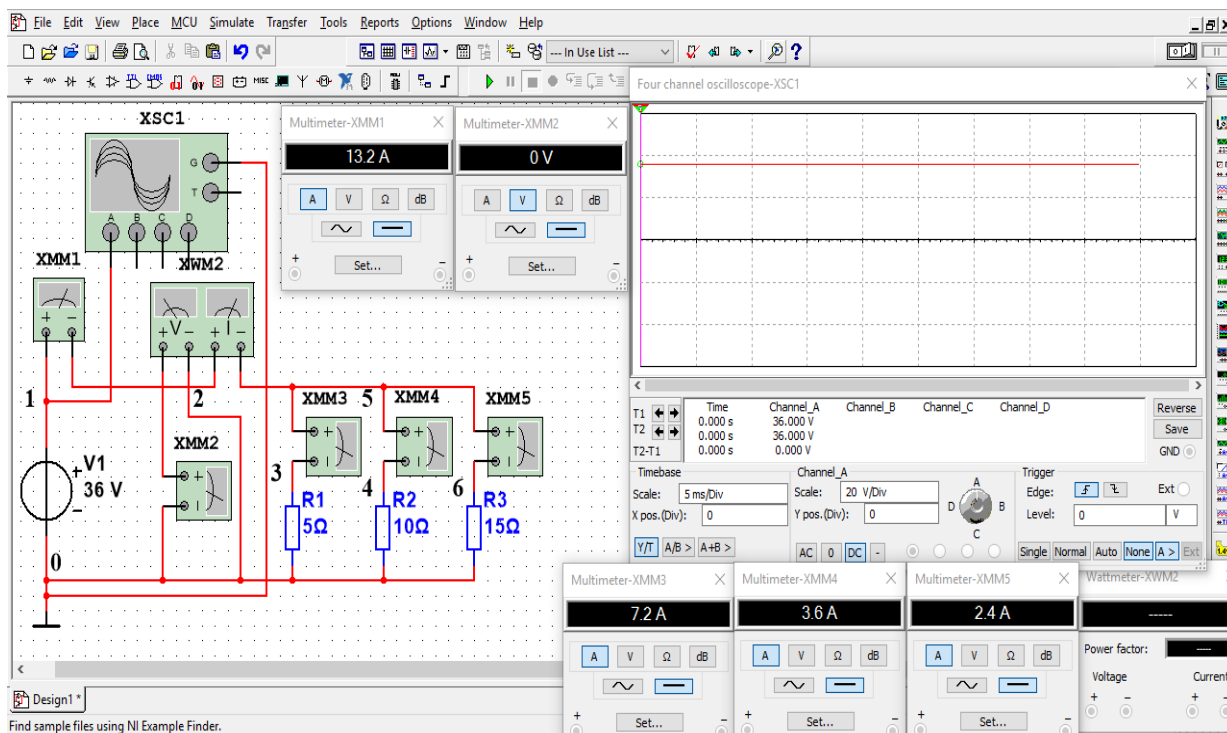 File Edit View Place MCU Simulate Transfer Tools Reports Options Window Help
--- In Use List ---
MISC
XSC1
G
T
A B C D
XMM1
XWM2
+ -
+V- +I-
1
2
5
XMM3
XMM4
XMM5
XMM2
V1
36 V
3
4
6
R1
5Ω
R2
10Ω
R3
15Ω
0
Multimeter-XMM1
13.2 A
A V Ω dB
Set...
+ -
Multimeter-XMM2
0 V
A V Ω dB
Set...
+ -
Four channel oscilloscope-XSC1
Time Channel_A Channel_B Channel_C Channel_D
T1 0.000 s 36.000 V
T2 0.000 s 36.000 V
T2-T1 0.000 s 0.000 V
Reverse
Save
GND
Timebase
Scale: 5 ms/Div
X pos.(Div): 0
Y/T A/B > A+B >
Channel_A
Scale: 20 V/Div
Y pos.(Div): 0
AC 0 DC -
A
B
C
D
Trigger
Edge: Ext
Level: 0 V
Single Normal Auto None A > Ext
Multimeter-XMM3
7.2 A
A V Ω dB
Set...
+ -
Multimeter-XMM4
3.6 A
A V Ω dB
Set...
+ -
Multimeter-XMM5
2.4 A
A V Ω dB
Set...
+ -
Wattmeter-XWM2
-----
Power factor: ----
Voltage Current
+ - + -
Design1 *
Find sample files using NI Example Finder.